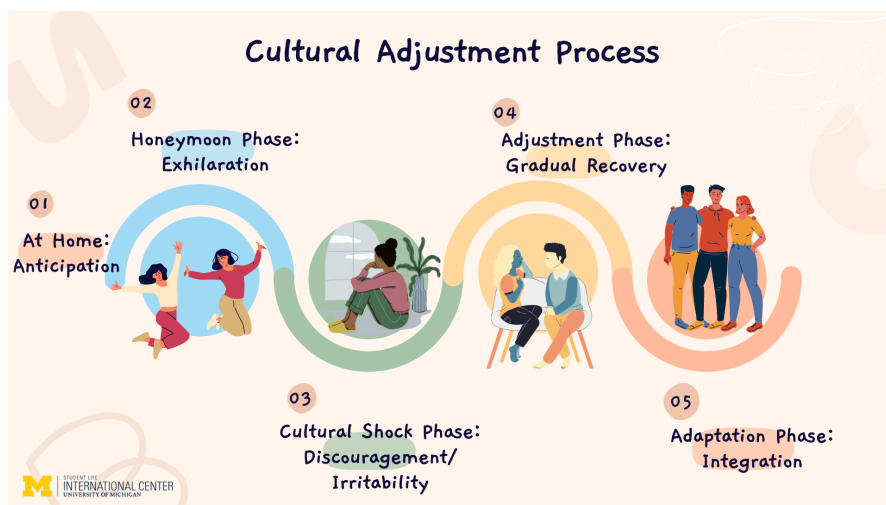 Cultural Adjustment Process
01
At Home:
Anticipation
02
Honeymoon Phase:
Exhilaration
03
Cultural Shock Phase:
Discouragement/
Irritability
04
Adjustment Phase:
Gradual Recovery
05
Adaptation Phase:
Integration
M
STUDENT LIFE
INTERNATIONAL CENTER
UNIVERSITY OF MICHIGAN